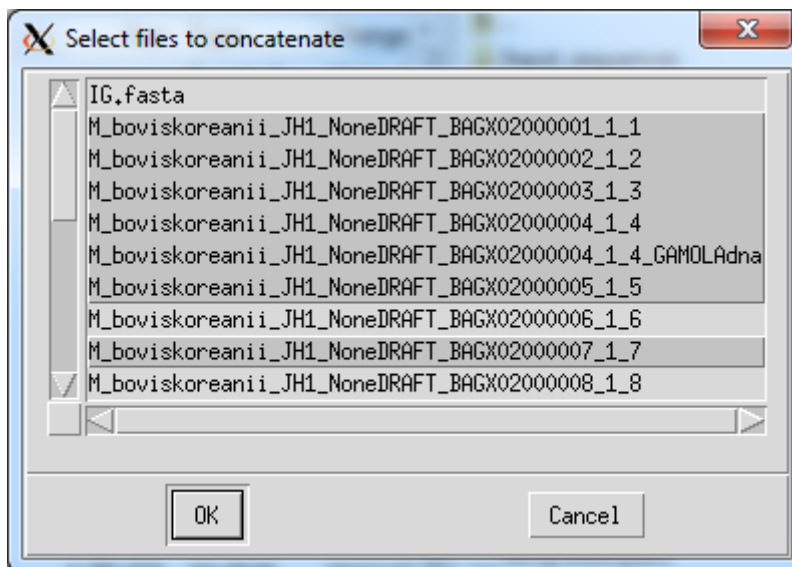 Select files to concatenate
IG.fasta
M_boviskoreanii_JH1_NoneDRAFT_BAGX02000001_1_1
M_boviskoreanii_JH1_NoneDRAFT_BAGX02000002_1_2
M_boviskoreanii_JH1_NoneDRAFT_BAGX02000003_1_3
M_boviskoreanii_JH1_NoneDRAFT_BAGX02000004_1_4
M_boviskoreanii_JH1_NoneDRAFT_BAGX02000004_1_4_GAMOLAdna
M_boviskoreanii_JH1_NoneDRAFT_BAGX02000005_1_5
M_boviskoreanii_JH1_NoneDRAFT_BAGX02000006_1_6
M_boviskoreanii_JH1_NoneDRAFT_BAGX02000007_1_7
M_boviskoreanii_JH1_NoneDRAFT_BAGX02000008_1_8
OK
Cancel